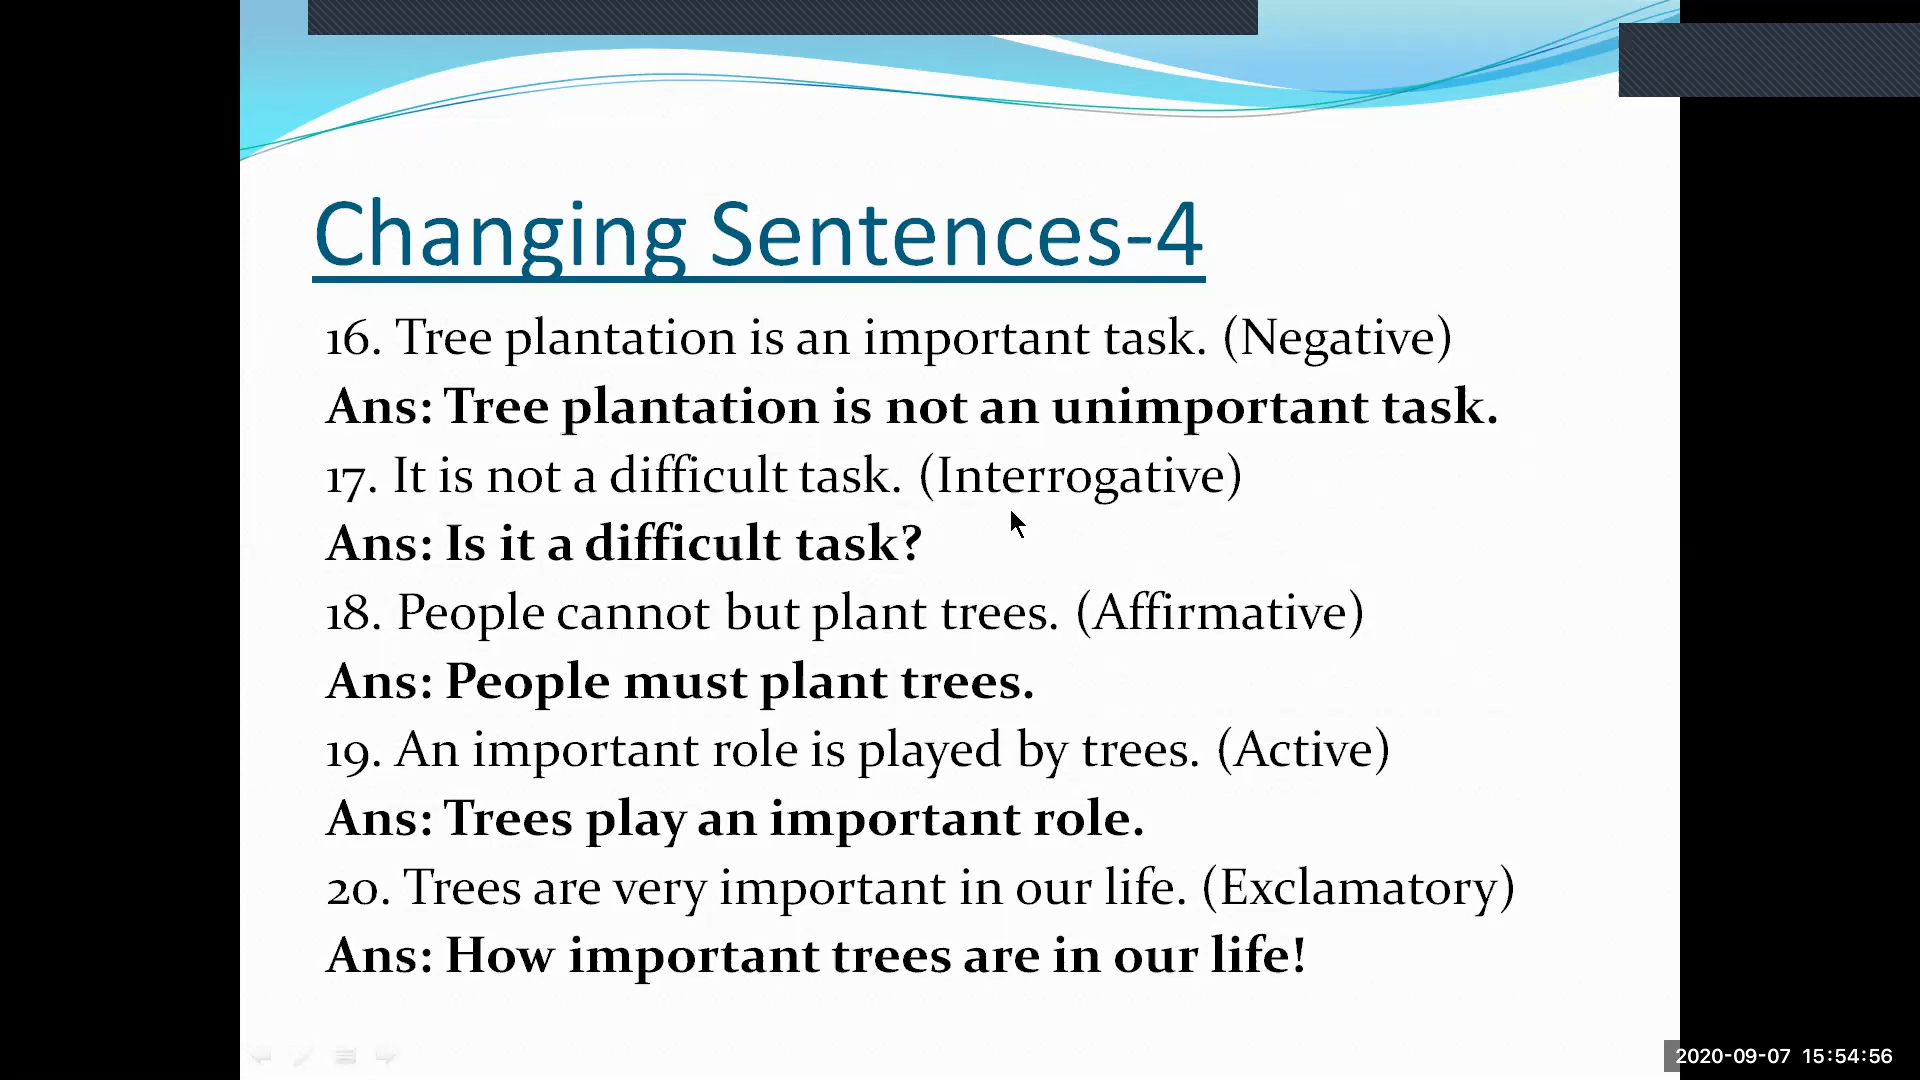 Changing Sentences-4
16. Tree plantation is an important task. (Negative)
Ans: Tree plantation is not an unimportant task.
17. It is not a difficult task. (Interrogative)
Ans: Is it a difficult task?
18. People cannot but plant trees. (Affirmative)
Ans: People must plant trees.
19. An important role is played by trees. (Active)
Ans: Trees play an important role.
20. Trees are very important in our life. (Exclamatory)
Ans: How important trees are in our life!
2020-09-07 15:54:56